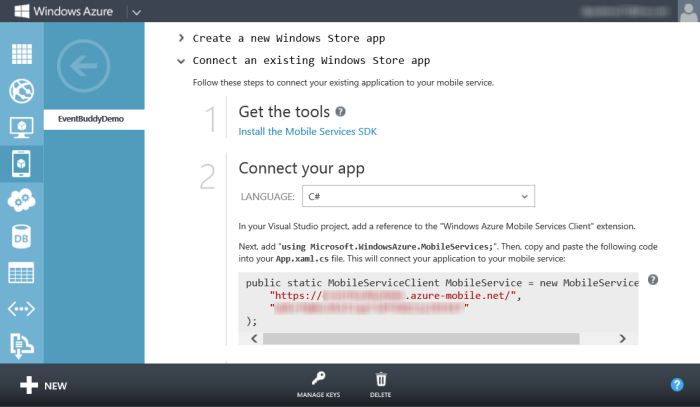 Windows Azure
Create a new Windows Store app
Connect an existing Windows Store app
Follow these steps to connect your existing application to your mobile service.
EventBuddyDemo
1 Get the tools ?
Install the Mobile Services SDK
2 Connect your app
LANGUAGE: C#
In your Visual Studio project, add a reference to the "Windows Azure Mobile Services Client" extension.
Next, add "using Microsoft.WindowsAzure.MobileServices;". Then, copy and paste the following code
into your App.xaml.cs file. This will connect your application to your mobile service:
public static MobileServiceClient MobileService = new MobileService
"https://
.azure-mobile.net/",
"
"
);
DB
NEW
MANAGE KEYS
DELETE
?